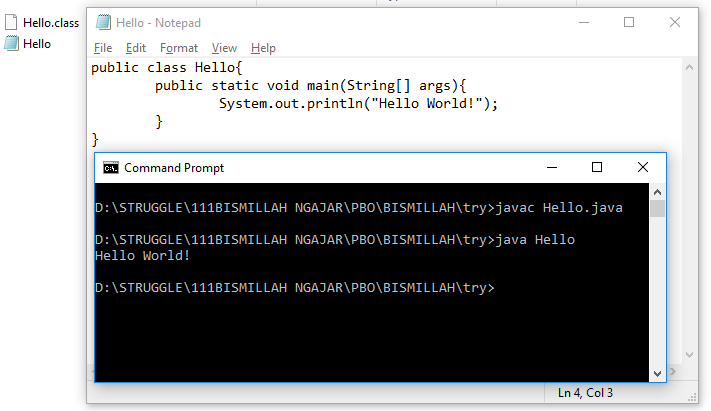 Hello.class
Hello
Hello - Notepad
File Edit Format View Help
public class Hello{
public static void main(String[] args){
System.out.println("Hello World!");
}
}
C:\.
Command Prompt
D:\STRUGGLE\111BISMILLAH NGAJAR\PBO\BISMILLAH\try>javac Hello.java
D:\STRUGGLE\111BISMILLAH NGAJAR\PBO\BISMILLAH\try>java Hello
Hello World!
D:\STRUGGLE\111BISMILLAH NGAJAR\PBO\BISMILLAH\try>
Ln 4, Col 3